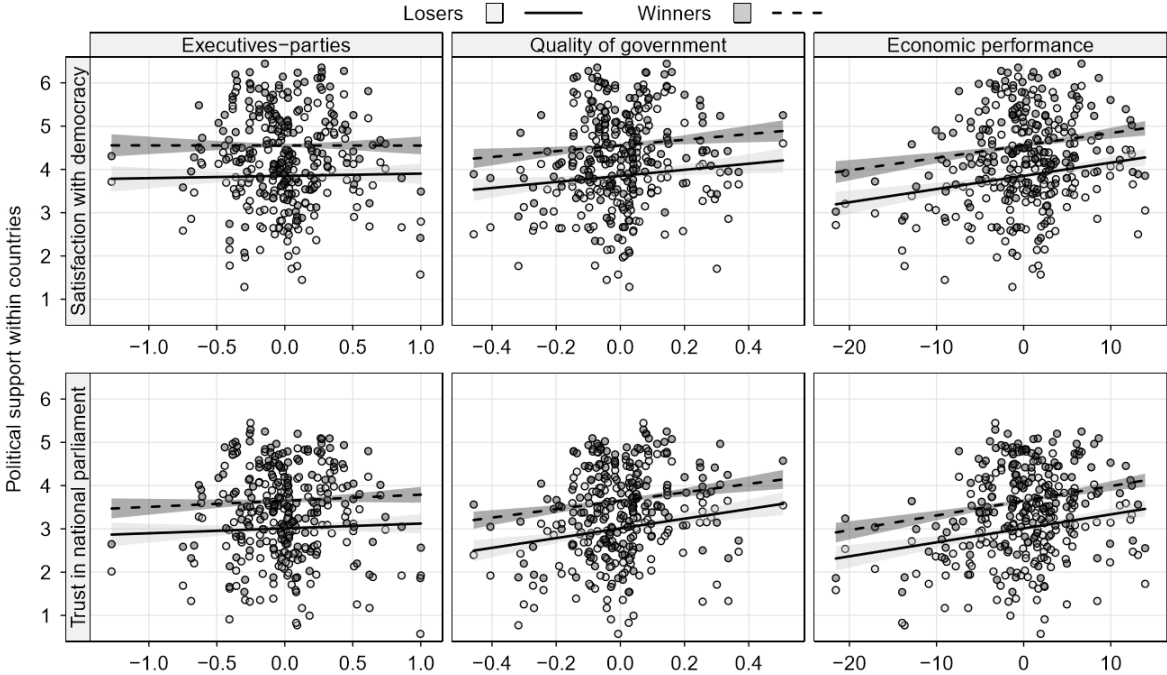 Losers Winners
Executives−parties Quality of government Economic performance
Political support within countries
Satisfaction with democracy
6
5
4
3
2
1
−1.0 −0.5 0.0 0.5 1.0 −0.4 −0.2 0.0 0.2 0.4 −20 −10 0 10
Trust in national parliament
6
5
4
3
2
1
−1.0 −0.5 0.0 0.5 1.0 −0.4 −0.2 0.0 0.2 0.4 −20 −10 0 10